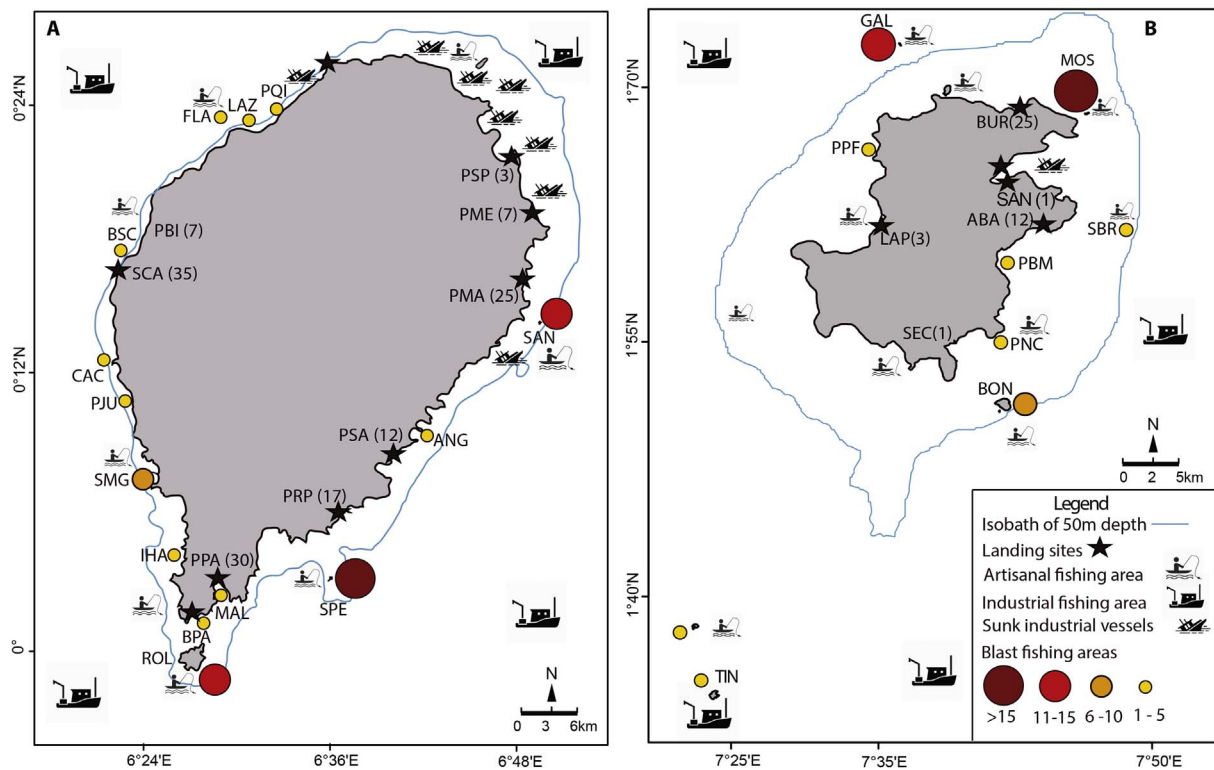 A
0°24'N
0°12'N
0°
FLA
LAZ
PQI
BSC
PBI (7)
SCA (35)
PSP (3)
PME (7)
PMA (25)
SAN
CAC
PJU
SMG
PSA (12)
ANG
PRP (17)
IHA
PPA (30)
MAL
SPE
BPA
ROL
N
0 3 6km
6°24'E
6°36'E
6°48'E
B
1°70'N
1°55'N
1°40'N
GAL
MOS
BUR(25)
PPF
SAN (1)
ABA (12)
LAP(3)
SBR
PBM
SEC(1)
PNC
BON
TIN
N
0 2 5km
Legend
Isobath of 50m depth
Landing sites
Artisanal fishing area
Industrial fishing area
Sunk industrial vessels
Blast fishing areas
>15 11-15 6 -10 1 - 5
7°25'E
7°35'E
7°50'E